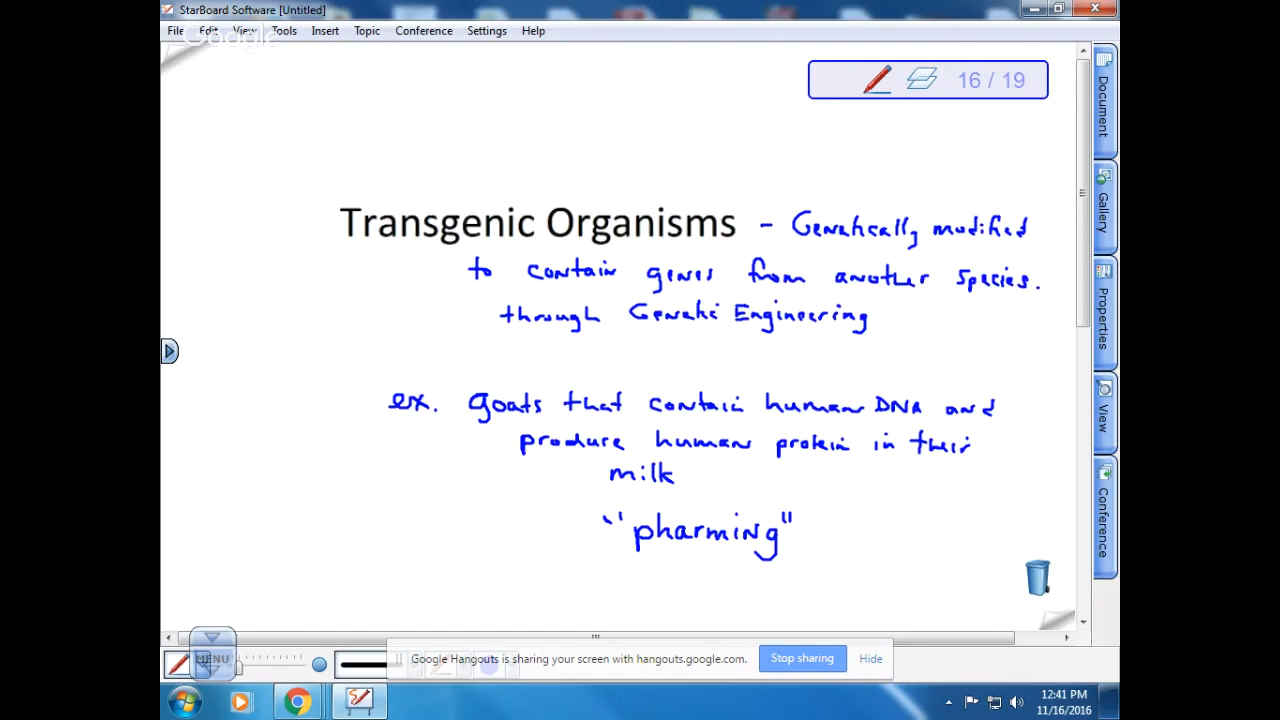 StarBoard Software [Untitled]
File Edit View Tools Insert Topic Conference Settings Help
Google
16 / 19
Document
Gallery
Properties
View
Conference
Transgenic Organisms - Genetically modified
to contain genes from another species.
through Genetic Engineering
ex. goats that contain human DNA and
produce human protein in their
milk
"pharming"
MENU
Google Hangouts is sharing your screen with hangouts.google.com. Stop sharing Hide
12:41 PM
11/16/2016